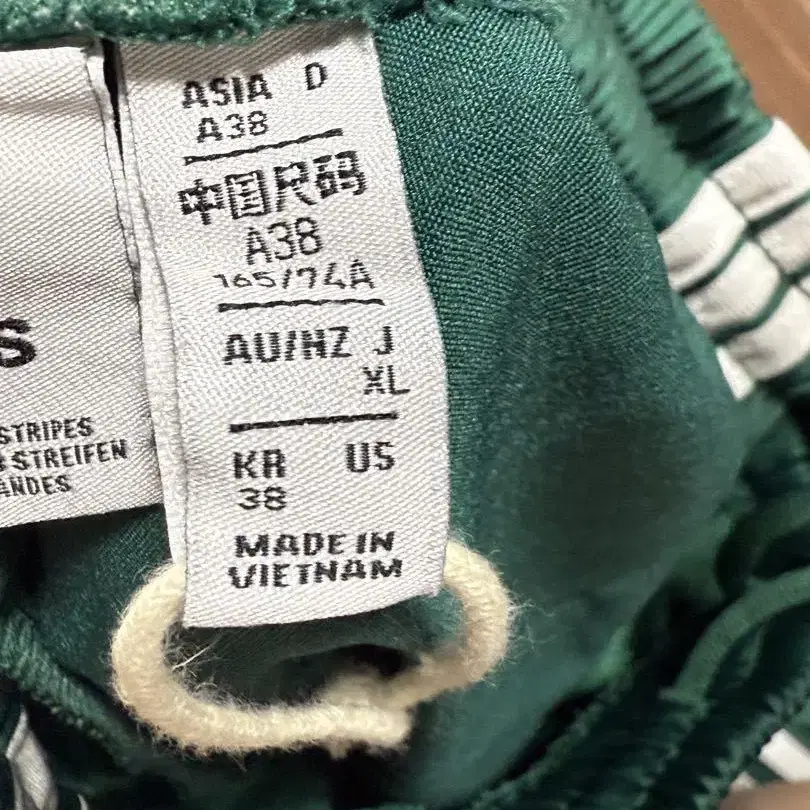 S
STRIPES
STREIFEN
ANDES
ASIA D
A38
中国尺码
A38
165/74A
AU/NZ J
XL
KR US
38
MADE IN
VIETNAM